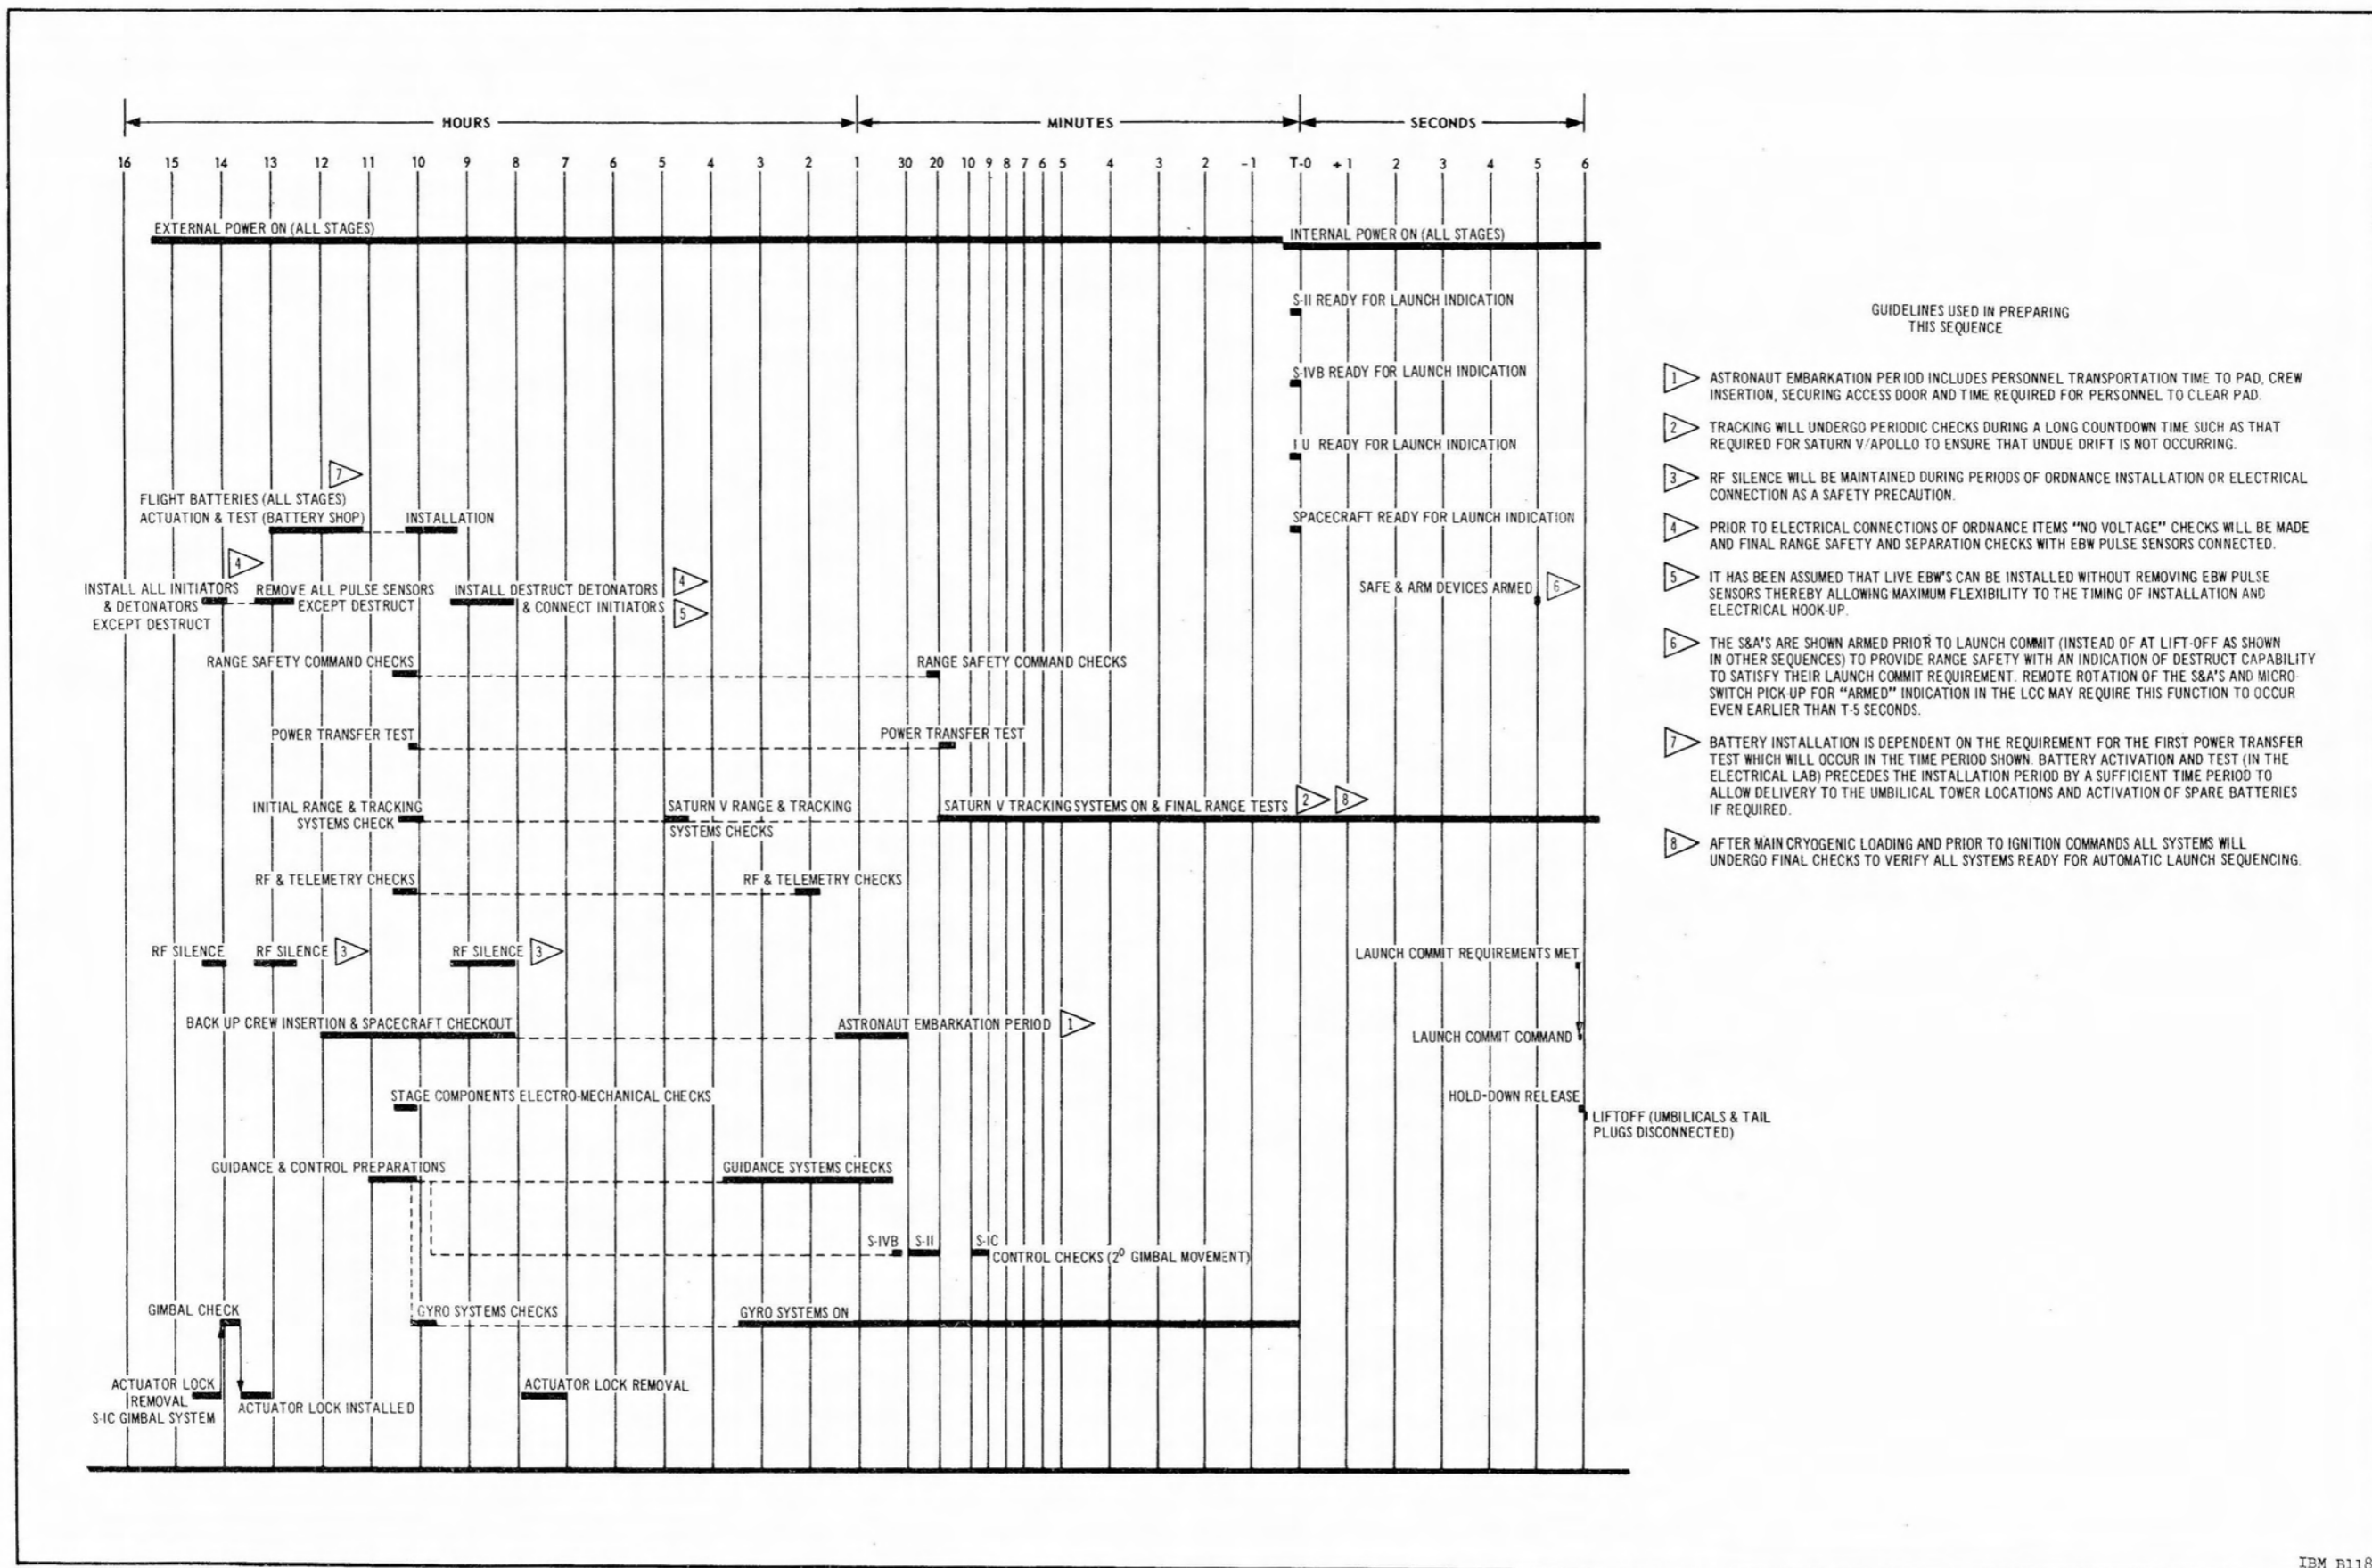 HOURS MINUTES SECONDS
16 15 14 13 12 11 10 9 8 7 6 5 4 3 2 1 30 20 10 9 8 7 6 5 4 3 2 -1 T-0 +1 2 3 4 5 6
EXTERNAL POWER ON (ALL STAGES)
INTERNAL POWER ON (ALL STAGES)
S-II READY FOR LAUNCH INDICATION
S-IVB READY FOR LAUNCH INDICATION
I U READY FOR LAUNCH INDICATION
7
FLIGHT BATTERIES (ALL STAGES)
ACTUATION & TEST (BATTERY SHOP)
INSTALLATION
SPACECRAFT READY FOR LAUNCH INDICATION
4
INSTALL ALL INITIATORS
& DETONATORS
EXCEPT DESTRUCT
REMOVE ALL PULSE SENSORS
EXCEPT DESTRUCT
INSTALL DESTRUCT DETONATORS 4
& CONNECT INITIATORS 5
SAFE & ARM DEVICES ARMED 6
RANGE SAFETY COMMAND CHECKS
RANGE SAFETY COMMAND CHECKS
POWER TRANSFER TEST
POWER TRANSFER TEST
INITIAL RANGE & TRACKING
SYSTEMS CHECK
SATURN V RANGE & TRACKING
SYSTEMS CHECKS
SATURN V TRACKING SYSTEMS ON & FINAL RANGE TESTS 2 8
RF & TELEMETRY CHECKS
RF & TELEMETRY CHECKS
RF SILENCE
RF SILENCE 3
RF SILENCE 3
LAUNCH COMMIT REQUIREMENTS MET
BACK UP CREW INSERTION & SPACECRAFT CHECKOUT
ASTRONAUT EMBARKATION PERIOD 1
LAUNCH COMMIT COMMAND
STAGE COMPONENTS ELECTRO-MECHANICAL CHECKS
HOLD-DOWN RELEASE
LIFTOFF (UMBILICALS & TAIL
PLUGS DISCONNECTED)
GUIDANCE & CONTROL PREPARATIONS
GUIDANCE SYSTEMS CHECKS
S-IVB S-II S-IC
CONTROL CHECKS (2⁰ GIMBAL MOVEMENT)
GIMBAL CHECK
GYRO SYSTEMS CHECKS
GYRO SYSTEMS ON
ACTUATOR LOCK
REMOVAL
S-IC GIMBAL SYSTEM
ACTUATOR LOCK INSTALLED
ACTUATOR LOCK REMOVAL
GUIDELINES USED IN PREPARING
THIS SEQUENCE
1 ASTRONAUT EMBARKATION PERIOD INCLUDES PERSONNEL TRANSPORTATION TIME TO PAD, CREW
INSERTION, SECURING ACCESS DOOR AND TIME REQUIRED FOR PERSONNEL TO CLEAR PAD.
2 TRACKING WILL UNDERGO PERIODIC CHECKS DURING A LONG COUNTDOWN TIME SUCH AS THAT
REQUIRED FOR SATURN V/APOLLO TO ENSURE THAT UNDUE DRIFT IS NOT OCCURRING.
3 RF SILENCE WILL BE MAINTAINED DURING PERIODS OF ORDNANCE INSTALLATION OR ELECTRICAL
CONNECTION AS A SAFETY PRECAUTION.
4 PRIOR TO ELECTRICAL CONNECTIONS OF ORDNANCE ITEMS "NO VOLTAGE" CHECKS WILL BE MADE
AND FINAL RANGE SAFETY AND SEPARATION CHECKS WITH EBW PULSE SENSORS CONNECTED.
5 IT HAS BEEN ASSUMED THAT LIVE EBW'S CAN BE INSTALLED WITHOUT REMOVING EBW PULSE
SENSORS THEREBY ALLOWING MAXIMUM FLEXIBILITY TO THE TIMING OF INSTALLATION AND
ELECTRICAL HOOK-UP.
6 THE S&A'S ARE SHOWN ARMED PRIOR TO LAUNCH COMMIT (INSTEAD OF AT LIFT-OFF AS SHOWN
IN OTHER SEQUENCES) TO PROVIDE RANGE SAFETY WITH AN INDICATION OF DESTRUCT CAPABILITY
TO SATISFY THEIR LAUNCH COMMIT REQUIREMENT. REMOTE ROTATION OF THE S&A'S AND MICRO-
SWITCH PICK-UP FOR "ARMED" INDICATION IN THE LCC MAY REQUIRE THIS FUNCTION TO OCCUR
EVEN EARLIER THAN T-5 SECONDS.
7 BATTERY INSTALLATION IS DEPENDENT ON THE REQUIREMENT FOR THE FIRST POWER TRANSFER
TEST WHICH WILL OCCUR IN THE TIME PERIOD SHOWN. BATTERY ACTIVATION AND TEST (IN THE
ELECTRICAL LAB) PRECEDES THE INSTALLATION PERIOD BY A SUFFICIENT TIME PERIOD TO
ALLOW DELIVERY TO THE UMBILICAL TOWER LOCATIONS AND ACTIVATION OF SPARE BATTERIES
IF REQUIRED.
8 AFTER MAIN CRYOGENIC LOADING AND PRIOR TO IGNITION COMMANDS ALL SYSTEMS WILL
UNDERGO FINAL CHECKS TO VERIFY ALL SYSTEMS READY FOR AUTOMATIC LAUNCH SEQUENCING.
IBM B118